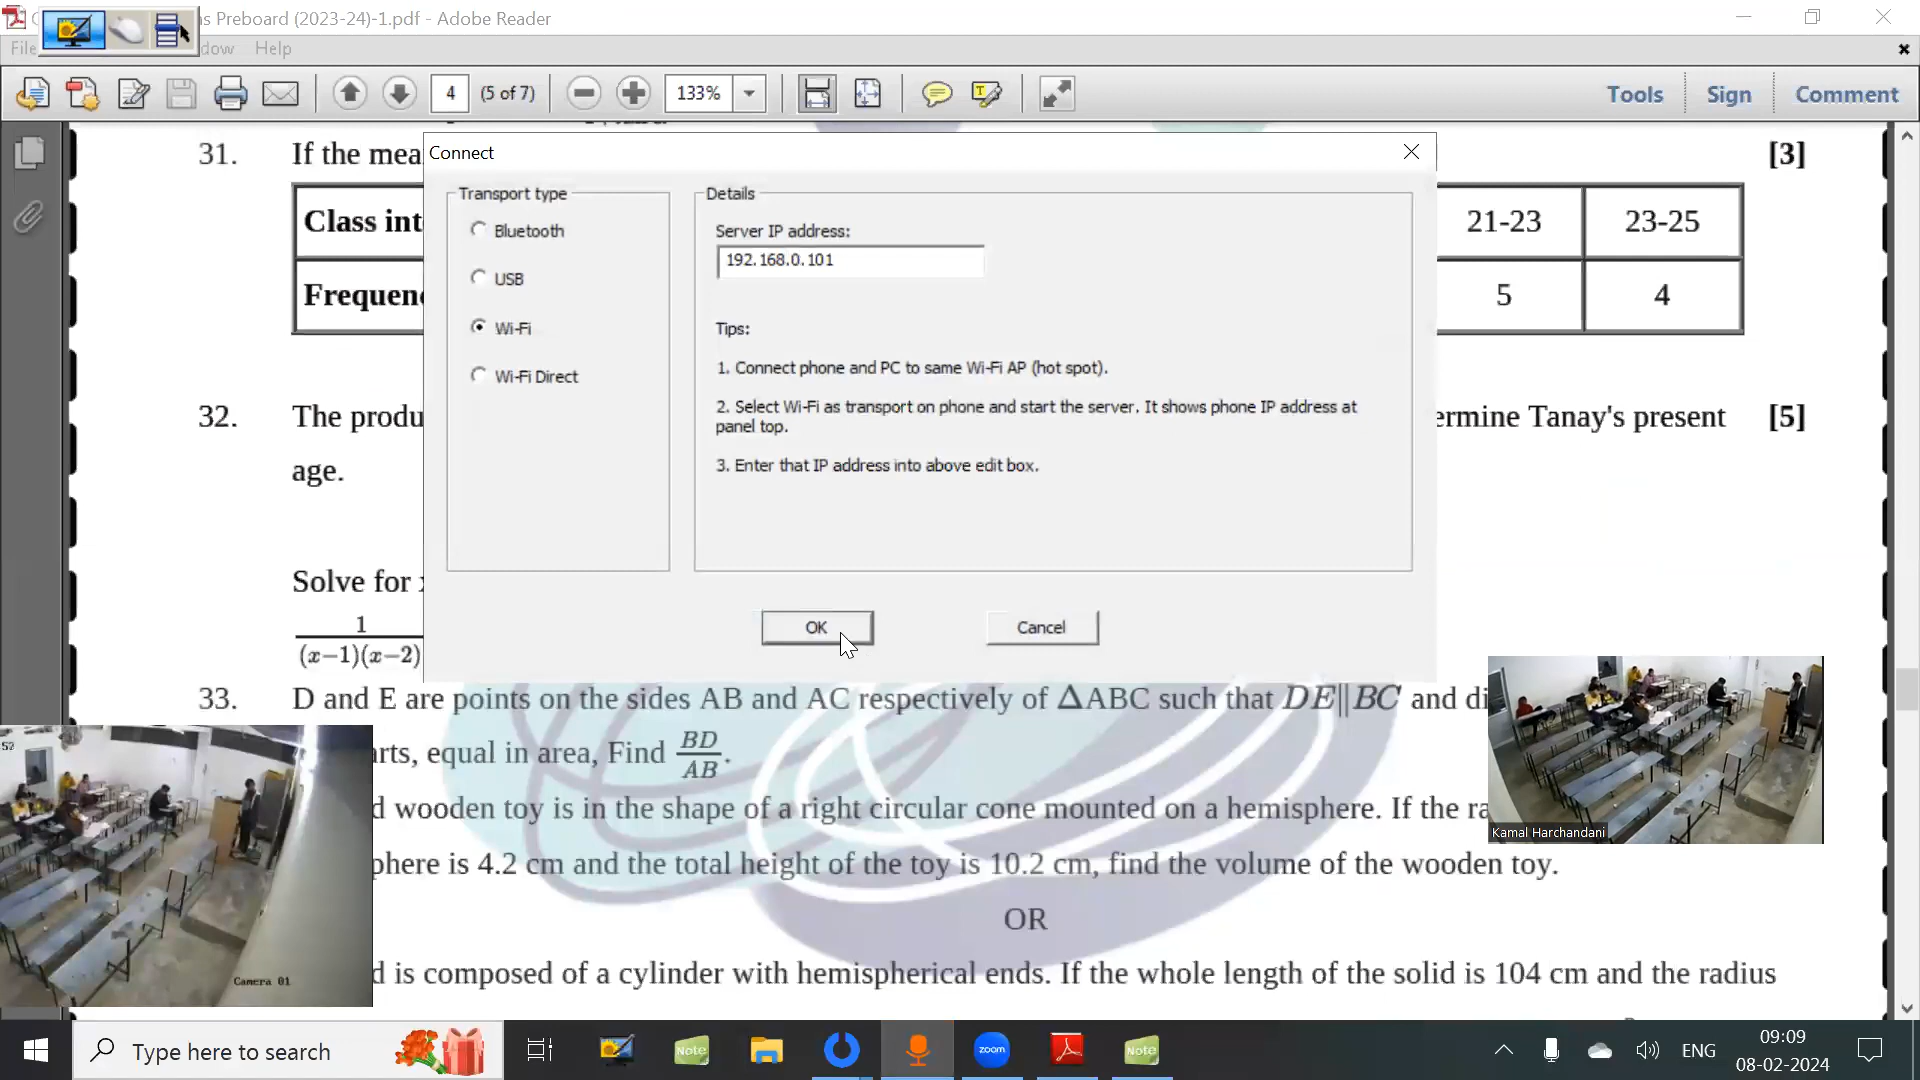 ns Preboard (2023-24)-1.pdf - Adobe Reader
File
dow Help
4 (5 of 7) 133% Tools Sign Comment
31. If the mea [3]
Class int 21-23 23-25
Frequen 5 4
Connect
Transport type
Bluetooth
USB
Wi-Fi
Wi-Fi Direct
Details
Server IP address:
192.168.0.101
Tips:
1. Connect phone and PC to same Wi-Fi AP (hot spot).
2. Select Wi-Fi as transport on phone and start the server. It shows phone IP address at
panel top.
3. Enter that IP address into above edit box.
OK Cancel
32. The produ ermine Tanay's present [5]
age.
Solve for
1
(x−1)(x−2)
33. D and E are points on the sides AB and AC respectively of ΔABC such that DE∥BC and di
rts, equal in area, Find BD/AB.
d wooden toy is in the shape of a right circular cone mounted on a hemisphere. If the ra
phere is 4.2 cm and the total height of the toy is 10.2 cm, find the volume of the wooden toy.
OR
d is composed of a cylinder with hemispherical ends. If the whole length of the solid is 104 cm and the radius
:52
Camera 01
Kamal Harchandani
Type here to search
Note
zoom
Note
ENG
09:09
08-02-2024